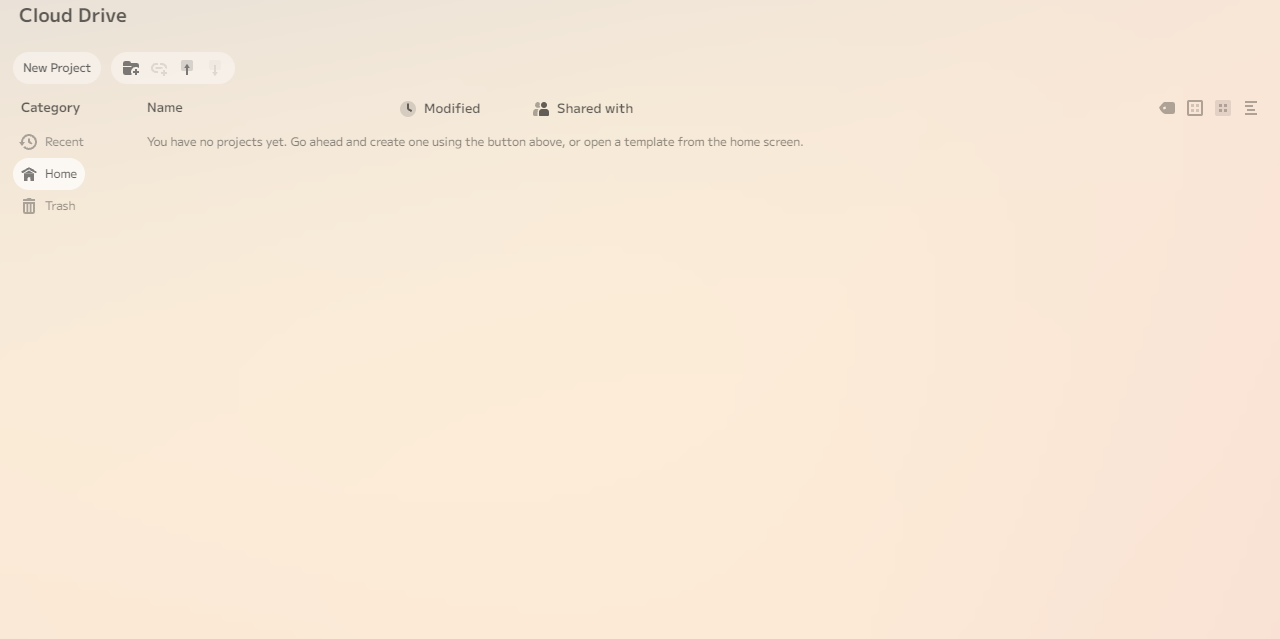 Cloud Drive
New Project
Category
Name
Modified
Shared with
Recent
You have no projects yet. Go ahead and create one using the button above, or open a template from the home screen.
Home
Trash